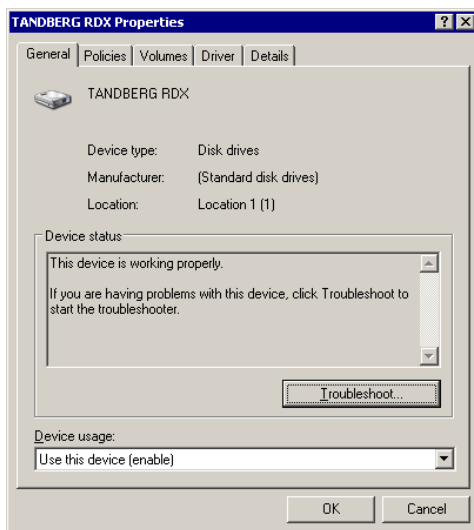 TANDBERG RDX Properties
General Policies Volumes Driver Details
TANDBERG RDX
Device type: Disk drives
Manufacturer: (Standard disk drives)
Location: Location 1 (1)
Device status
This device is working properly.
If you are having problems with this device, click Troubleshoot to
start the troubleshooter.
Troubleshoot...
Device usage:
Use this device (enable)
OK Cancel